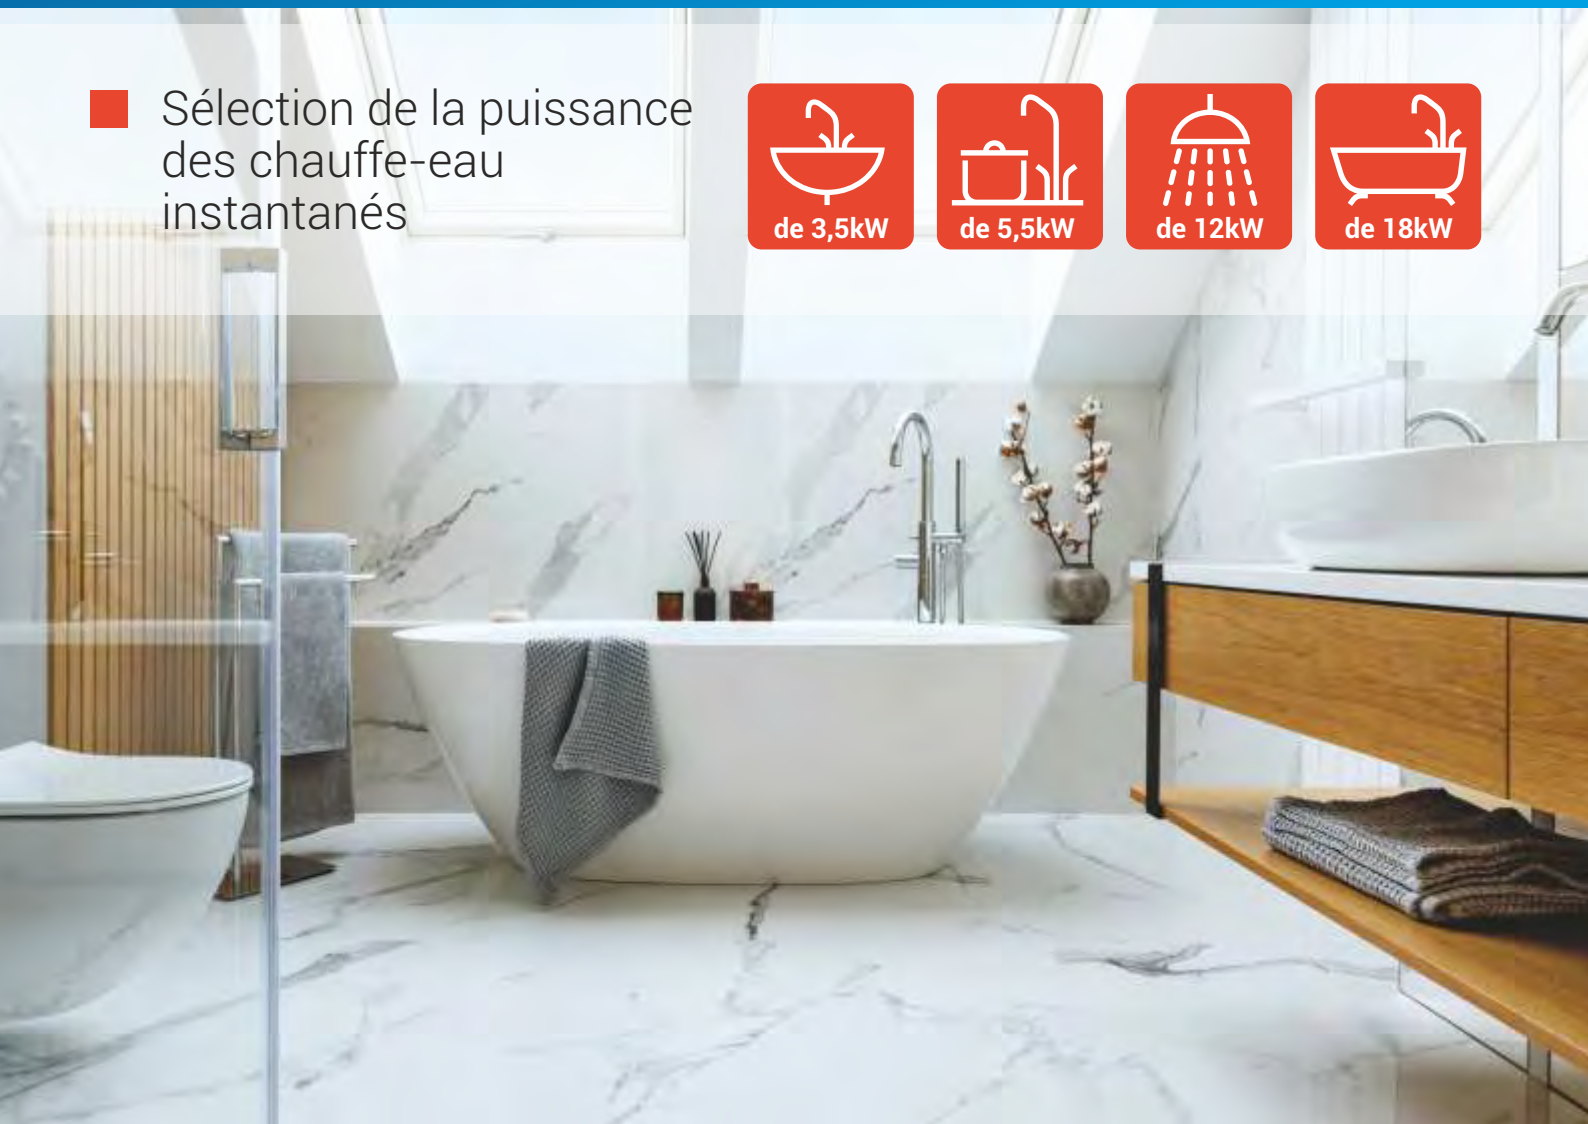 Sélection de la puissance
des chauffe-eau
instantanés
de 3,5kW
de 5,5kW
de 12kW
de 18kW